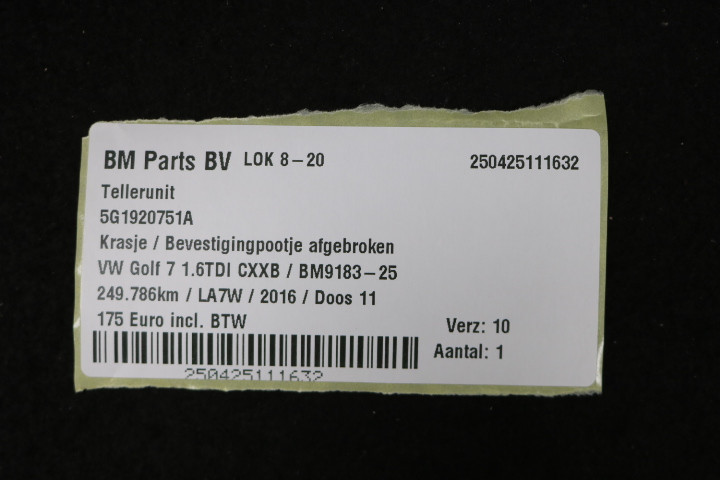 BM Parts BV LOK 8-20 250425111632
Tellerunit
5G1920751A
Krasje / Bevestigingpootje afgebroken
VW Golf 7 1.6TDI CXXB / BM9183-25
249.786km / LA7W / 2016 / Doos 11
175 Euro incl. BTW Verz: 10
Aantal: 1
250425111632